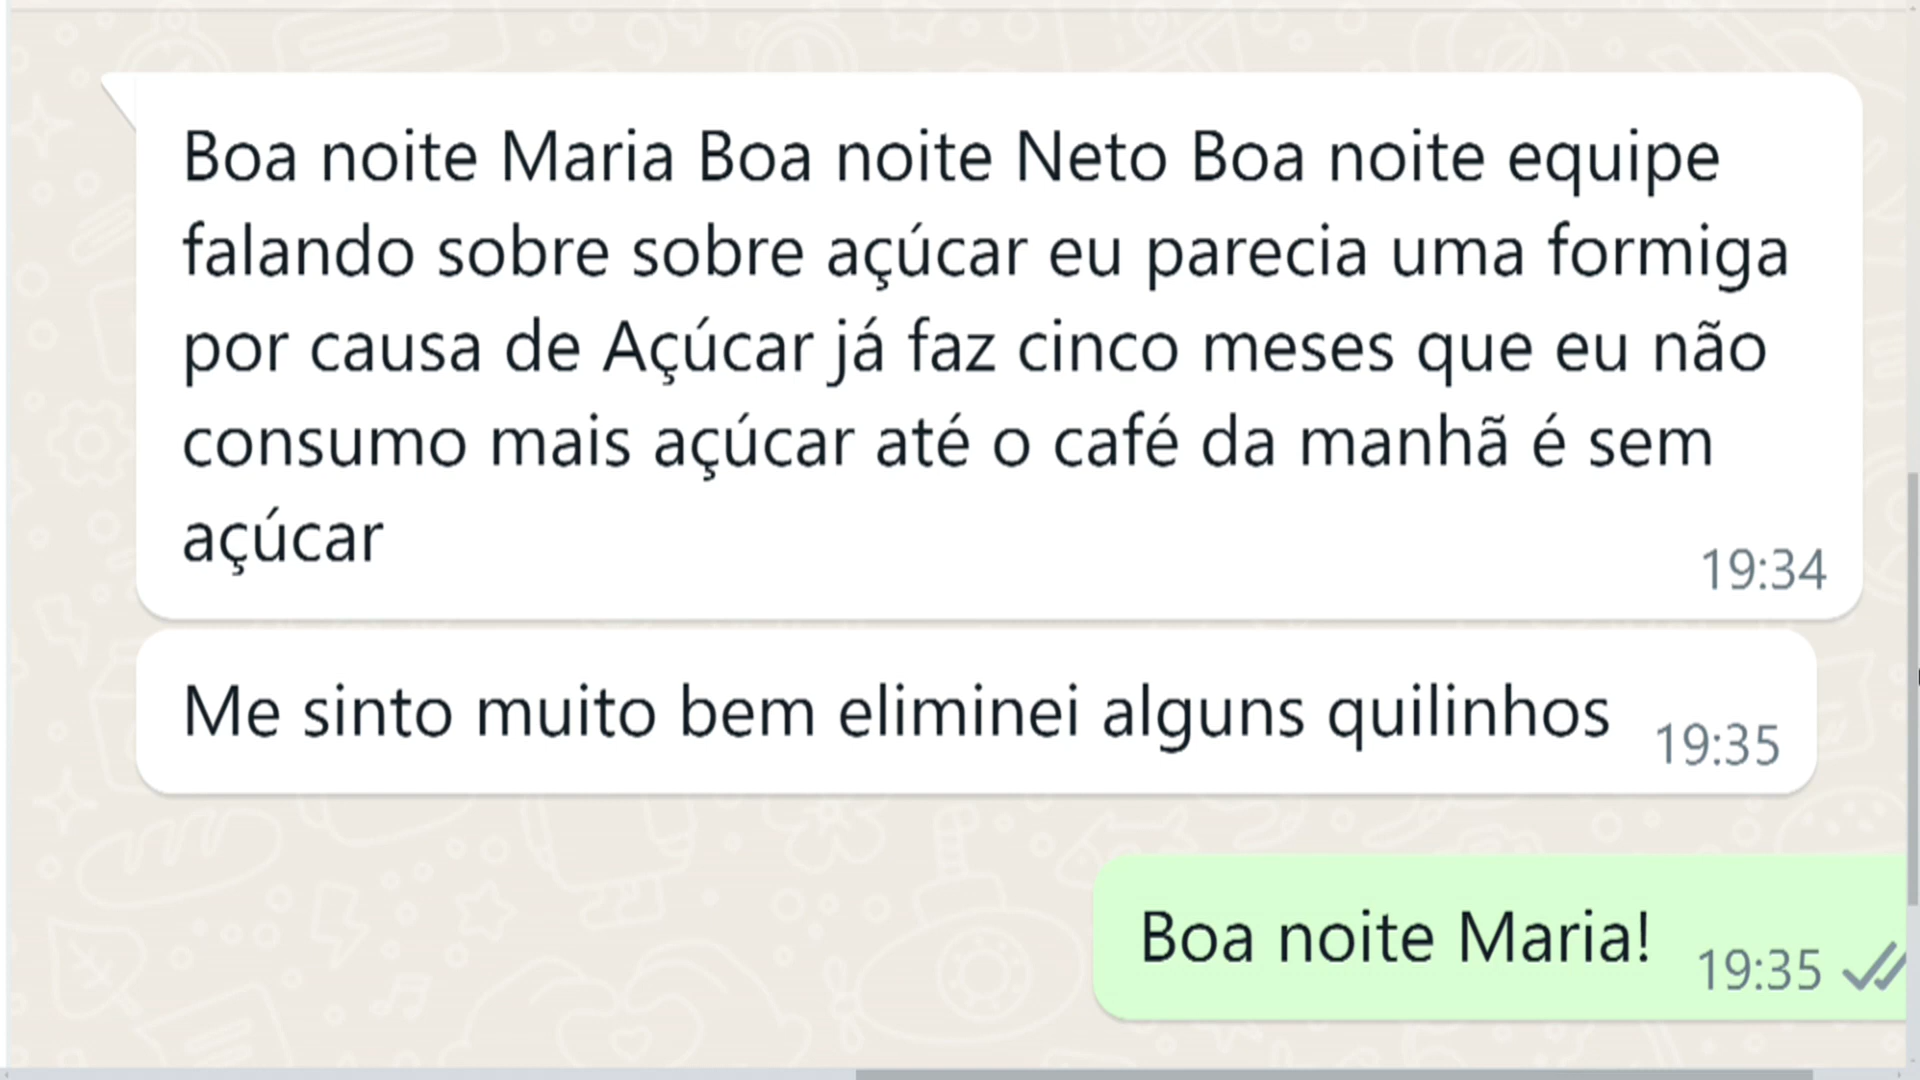 Boa noite Maria Boa noite Neto Boa noite equipe
falando sobre sobre açúcar eu parecia uma formiga
por causa de Açúcar já faz cinco meses que eu não
consumo mais açúcar até o café da manhã é sem
açúcar
19:34
Me sinto muito bem eliminei alguns quilinhos
19:35
Boa noite Maria!
19:35